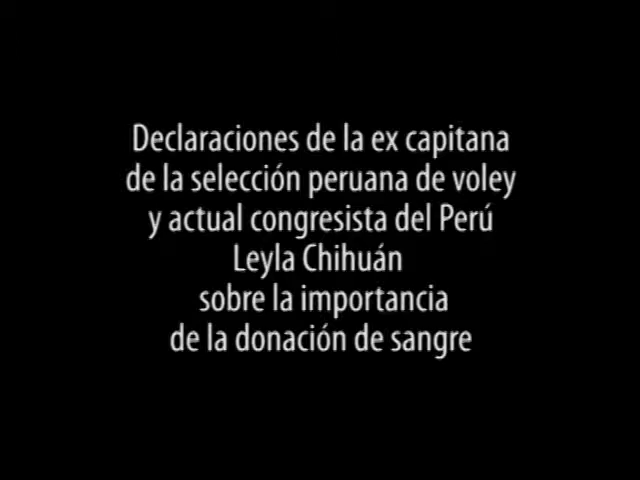 Declaraciones de la ex capitana
de la selección peruana de voley
y actual congresista del Perú
Leyla Chihuán
sobre la importancia
de la donación de sangre